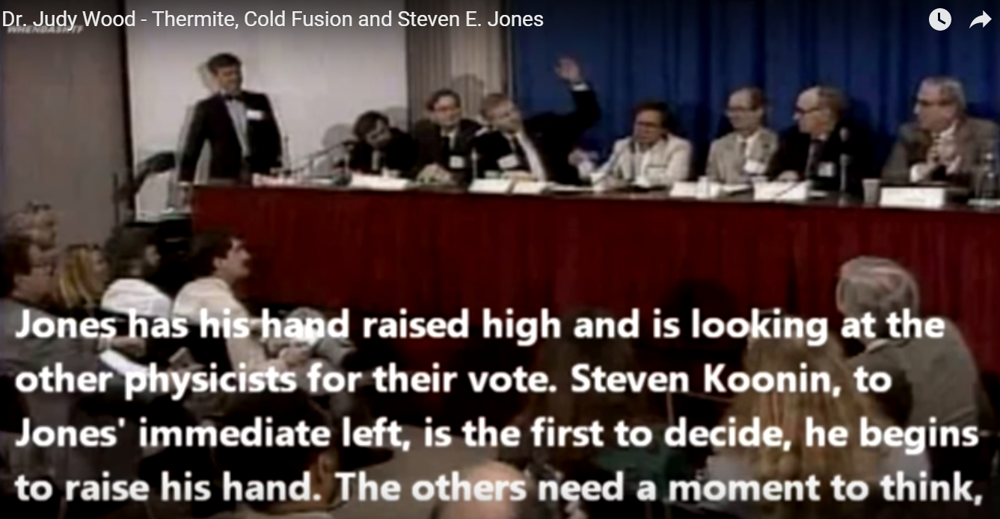 Dr. Judy Wood - Thermite, Cold Fusion and Steven E. Jones
Jones has his hand raised high and is looking at the
other physicists for their vote. Steven Koonin, to
Jones' immediate left, is the first to decide, he begins
to raise his hand. The others need a moment to think,